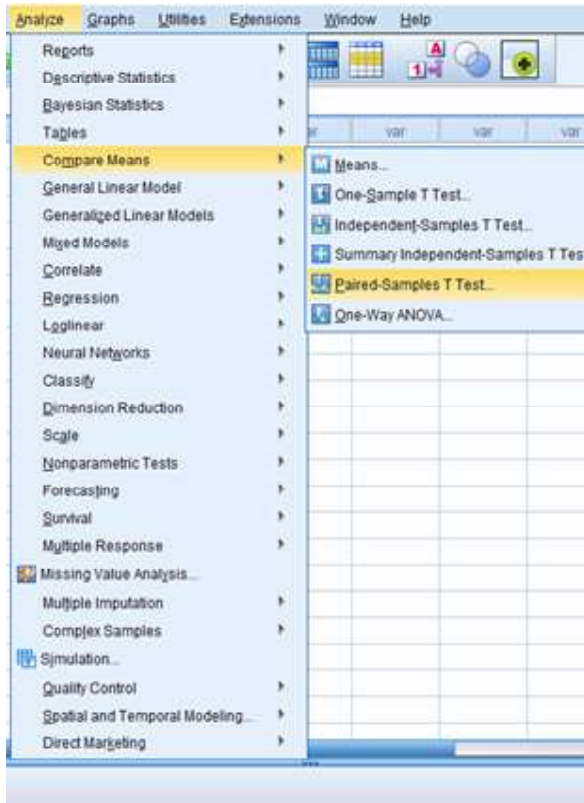 Analyze Graphs Utilities Extensions Window Help
Reports
Descriptive Statistics
Bayesian Statistics
Tables
var var var
Compare Means
Means...
General Linear Model
One-Sample T Test...
Generalized Linear Models
Independent-Samples T Test...
Mixed Models
Summary Independent-Samples T Tes
Correlate
Paired-Samples T Test...
Regression
One-Way ANOVA...
Loglinear
Neural Networks
Classify
Dimension Reduction
Scale
Nonparametric Tests
Forecasting
Survival
Multiple Response
Missing Value Analysis...
Multiple Imputation
Complex Samples
Simulation...
Quality Control
Spatial and Temporal Modeling...
Direct Marketing